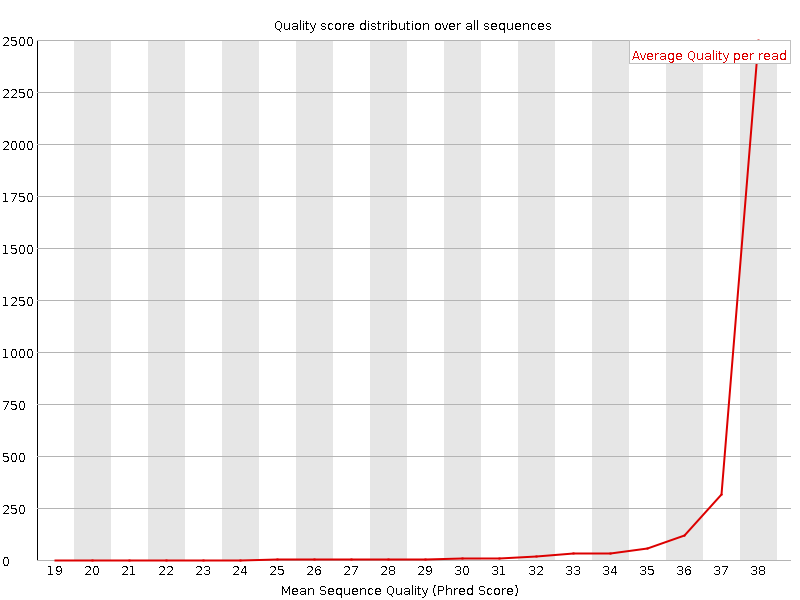 Quality score distribution over all sequences
Average Quality per read
2500
2250
2000
1750
1500
1250
1000
750
500
250
0
19 20 21 22 23 24 25 26 27 28 29 30 31 32 33 34 35 36 37 38
Mean Sequence Quality (Phred Score)